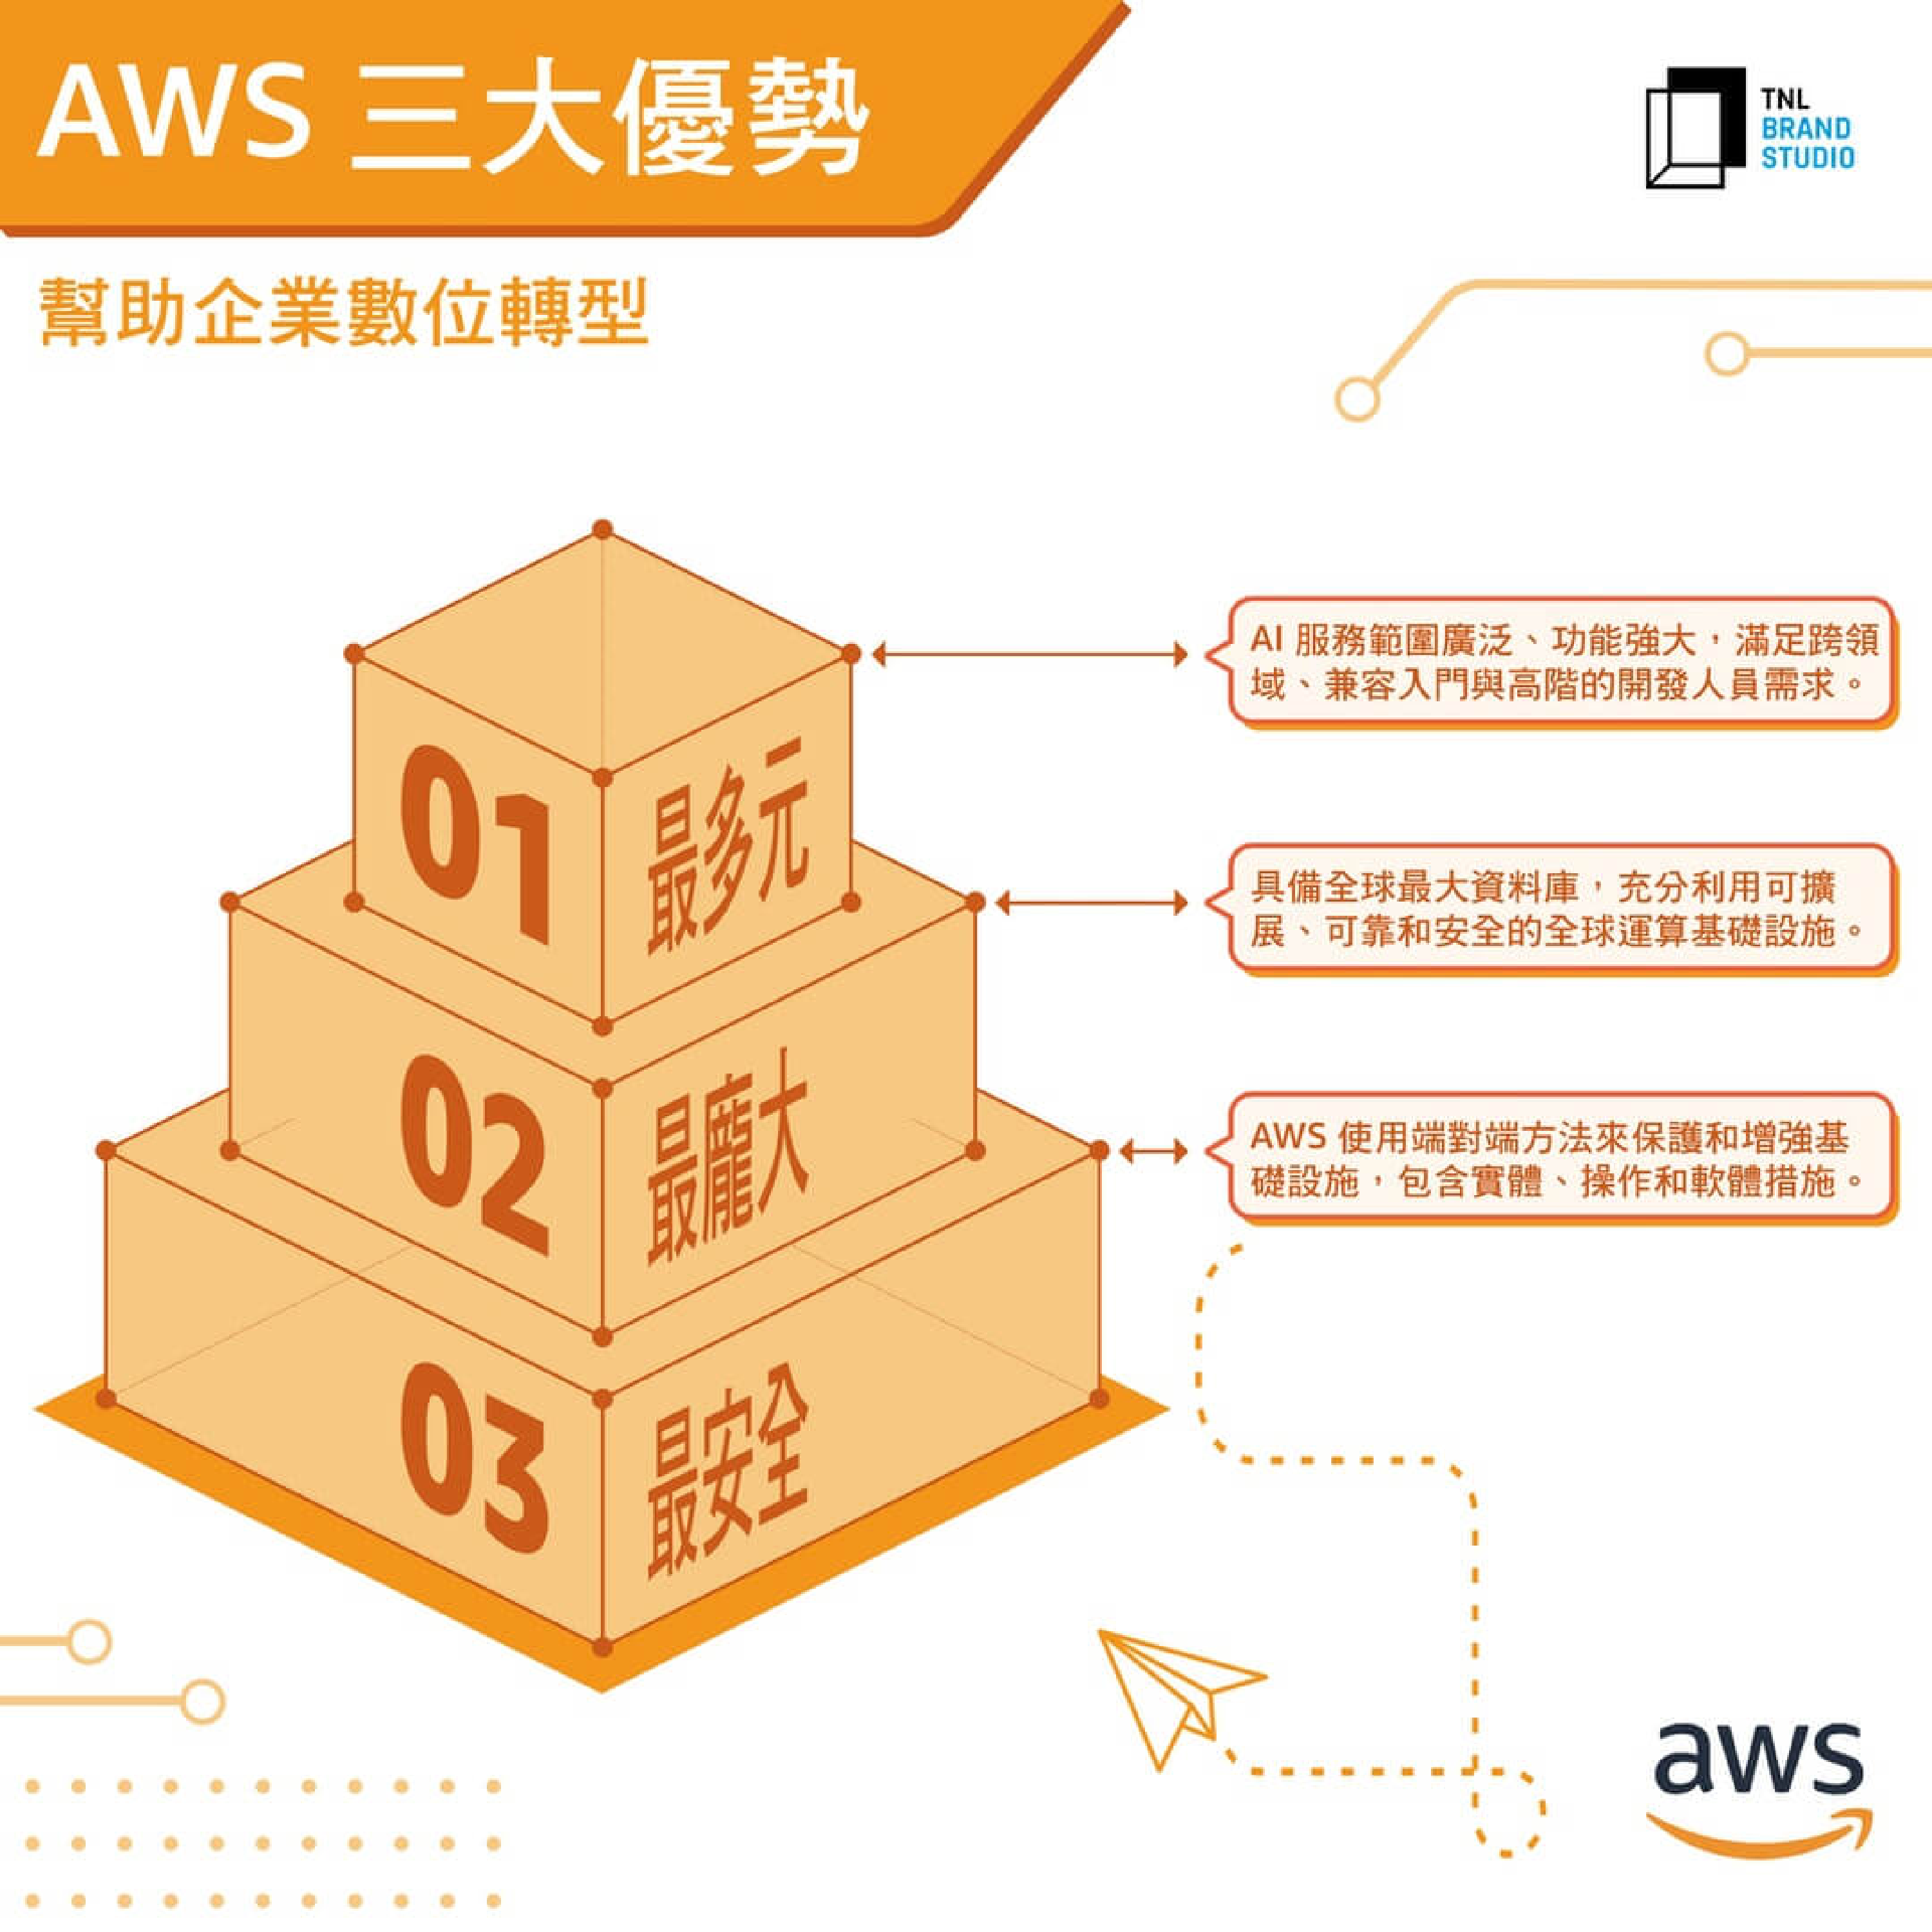 AWS 三大優勢
TNL
BRAND
STUDIO
幫助企業數位轉型
01 最多元
AI 服務範圍廣泛、功能強大，滿足跨領
域、兼容入門與高階的開發人員需求。
02 最龐大
具備全球最大資料庫，充分利用可擴
展、可靠和安全的全球運算基礎設施。
03 最安全
AWS 使用端對端方法來保護和增強基
礎設施，包含實體、操作和軟體措施。
aws